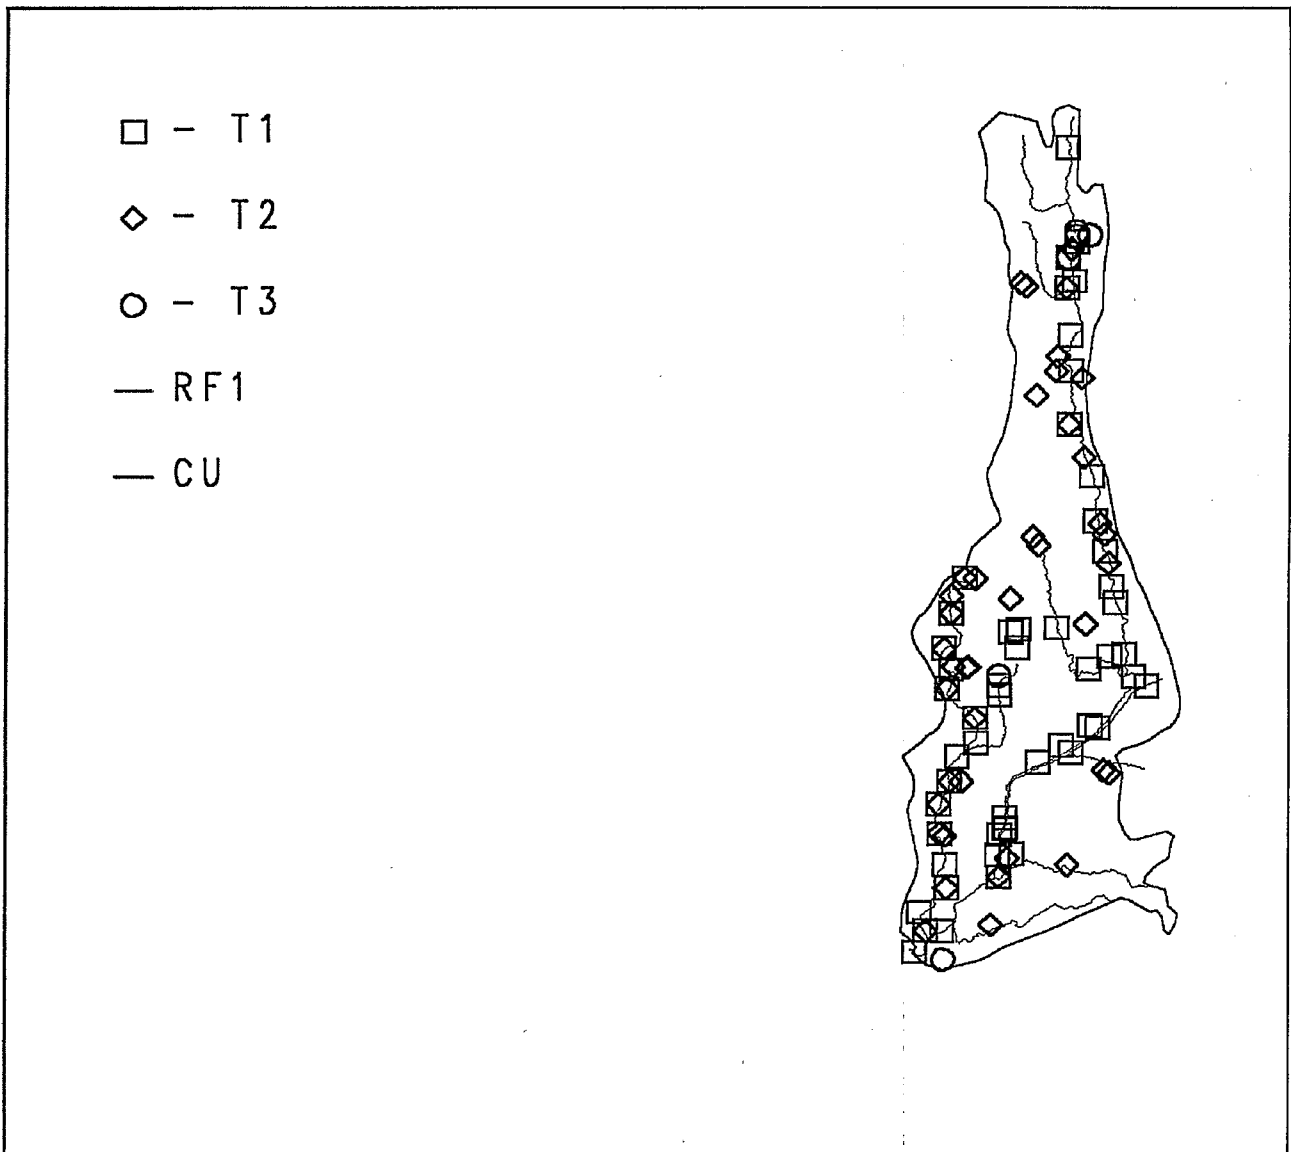 □ - T1
◇ - T2
○ - T3
— RF1
— CU